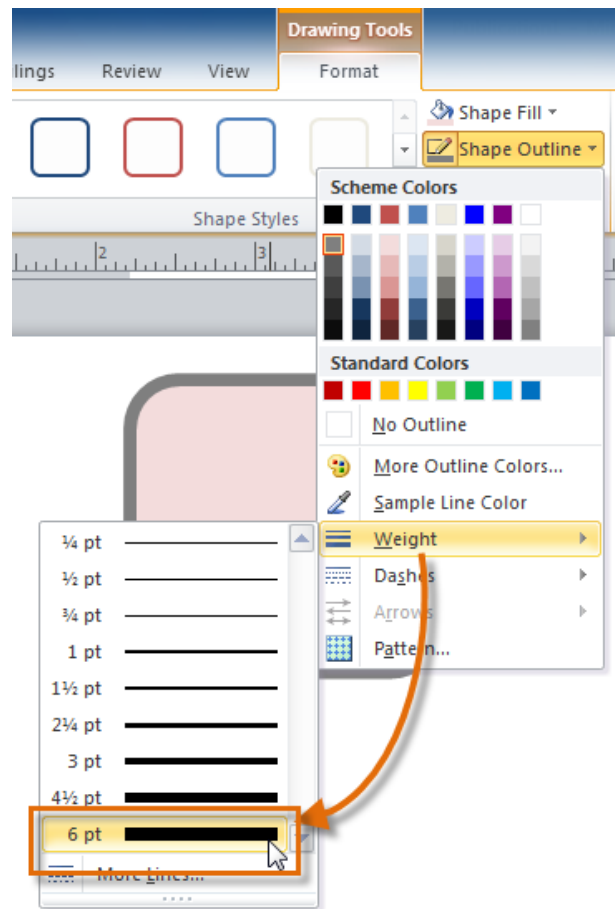 Drawing Tools
lings Review View Format
Shape Fill
Shape Outline
Shape Styles
Scheme Colors
2 3
Standard Colors
No Outline
More Outline Colors...
Sample Line Color
Weight
Dashes
Arrows
Pattern...
¼ pt
½ pt
¾ pt
1 pt
1½ pt
2¼ pt
3 pt
4½ pt
6 pt
More Lines...